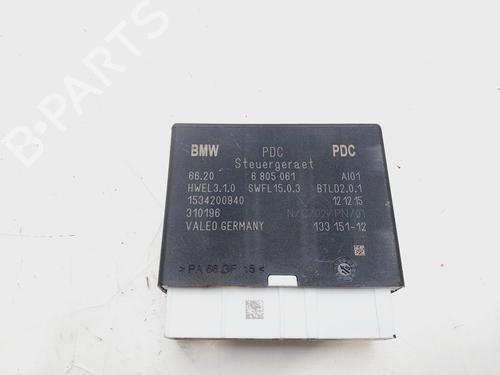 BMW PDC PDC
Steuergeraet
66.20 6 805 061 AI01
HWEL3.1.0 SWFL15.0.3 BTLD2.0.1
1534200940 12.12.15
310196
VALEO GERMANY 133 151-12
> PA 66 GF 15 <
B-PARTS